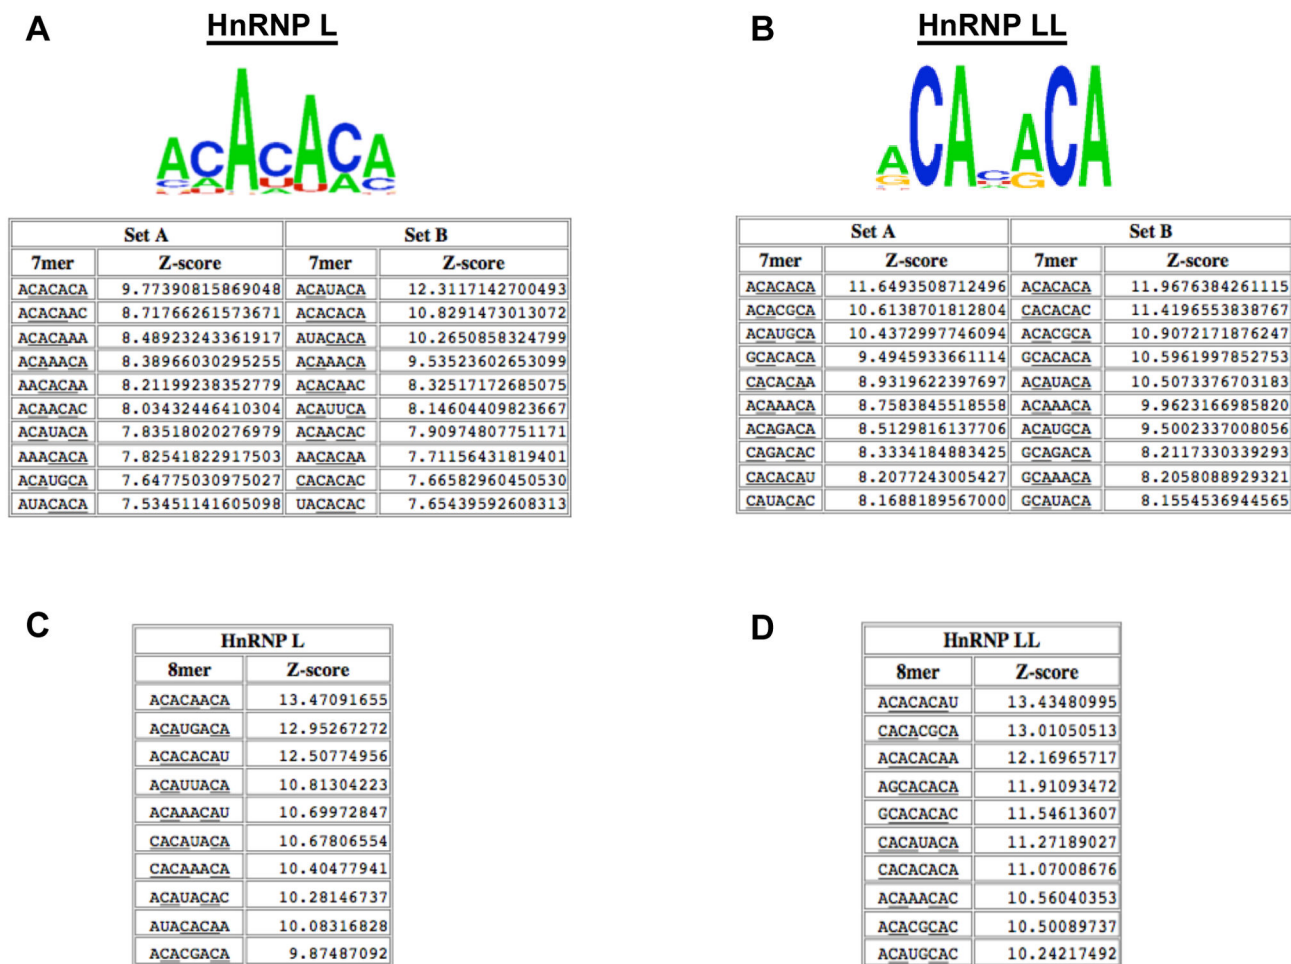 A
HnRNP L
ACACACA
Set A Set B
7mer Z-score 7mer Z-score
ACACACA 9.77390815869048 ACAUACA 12.3117142700493
ACACAAC 8.71766261573671 ACACACA 10.8291473013072
ACACAAA 8.48923243361917 AUACACA 10.2650858324799
ACAAACA 8.38966030295255 ACAAACA 9.53523602653099
AACACAA 8.21199238352779 ACACAAC 8.32517172685075
ACAACAC 8.03432446410304 ACAUUCA 8.14604409823667
ACAUACA 7.83518020276979 ACAACAC 7.90974807751171
AAACACA 7.82541822917503 AACACAA 7.71156431819401
ACAUGCA 7.64775030975027 CACACAC 7.66582960450530
AUACACA 7.53451141605098 UACACAC 7.65439592608313
B
HnRNP LL
ACACACA
Set A Set B
7mer Z-score 7mer Z-score
ACACACA 11.6493508712496 ACACACA 11.9676384261115
ACACGCA 10.6138701812804 CACACAC 11.4196553838767
ACAUGCA 10.4372997746094 ACACGCA 10.9072171876247
GCACACA 9.4945933661114 GCACACA 10.5961997852753
CACACAA 8.9319622397697 ACAUACA 10.5073376703183
ACAAACA 8.7583845518558 ACAAACA 9.9623166985820
ACAGACA 8.5129816137706 ACAUGCA 9.5002337008056
CAGACAC 8.3334184883425 GCAGACA 8.2117330339293
CACACAU 8.2077243005427 GCAAACA 8.2058088929321
CAUACAC 8.1688189567000 GCAUACA 8.1554536944565
C
HnRNP L
8mer Z-score
ACACAACA 13.47091655
ACAUGACA 12.95267272
ACACACAU 12.50774956
ACAUUACA 10.81304223
ACAAACAU 10.69972847
CACAUACA 10.67806554
CACAAACA 10.40477941
ACAUACAC 10.28146737
AUACACAA 10.08316828
ACACGACA 9.87487092
D
HnRNP LL
8mer Z-score
ACACACAU 13.43480995
CACACGCA 13.01050513
ACACACAA 12.16965717
AGCACACA 11.91093472
GCACACAC 11.54613607
CACAUACA 11.27189027
CACACACA 11.07008676
ACAAACAC 10.56040353
ACACGCAC 10.50089737
ACAUGCAC 10.24217492